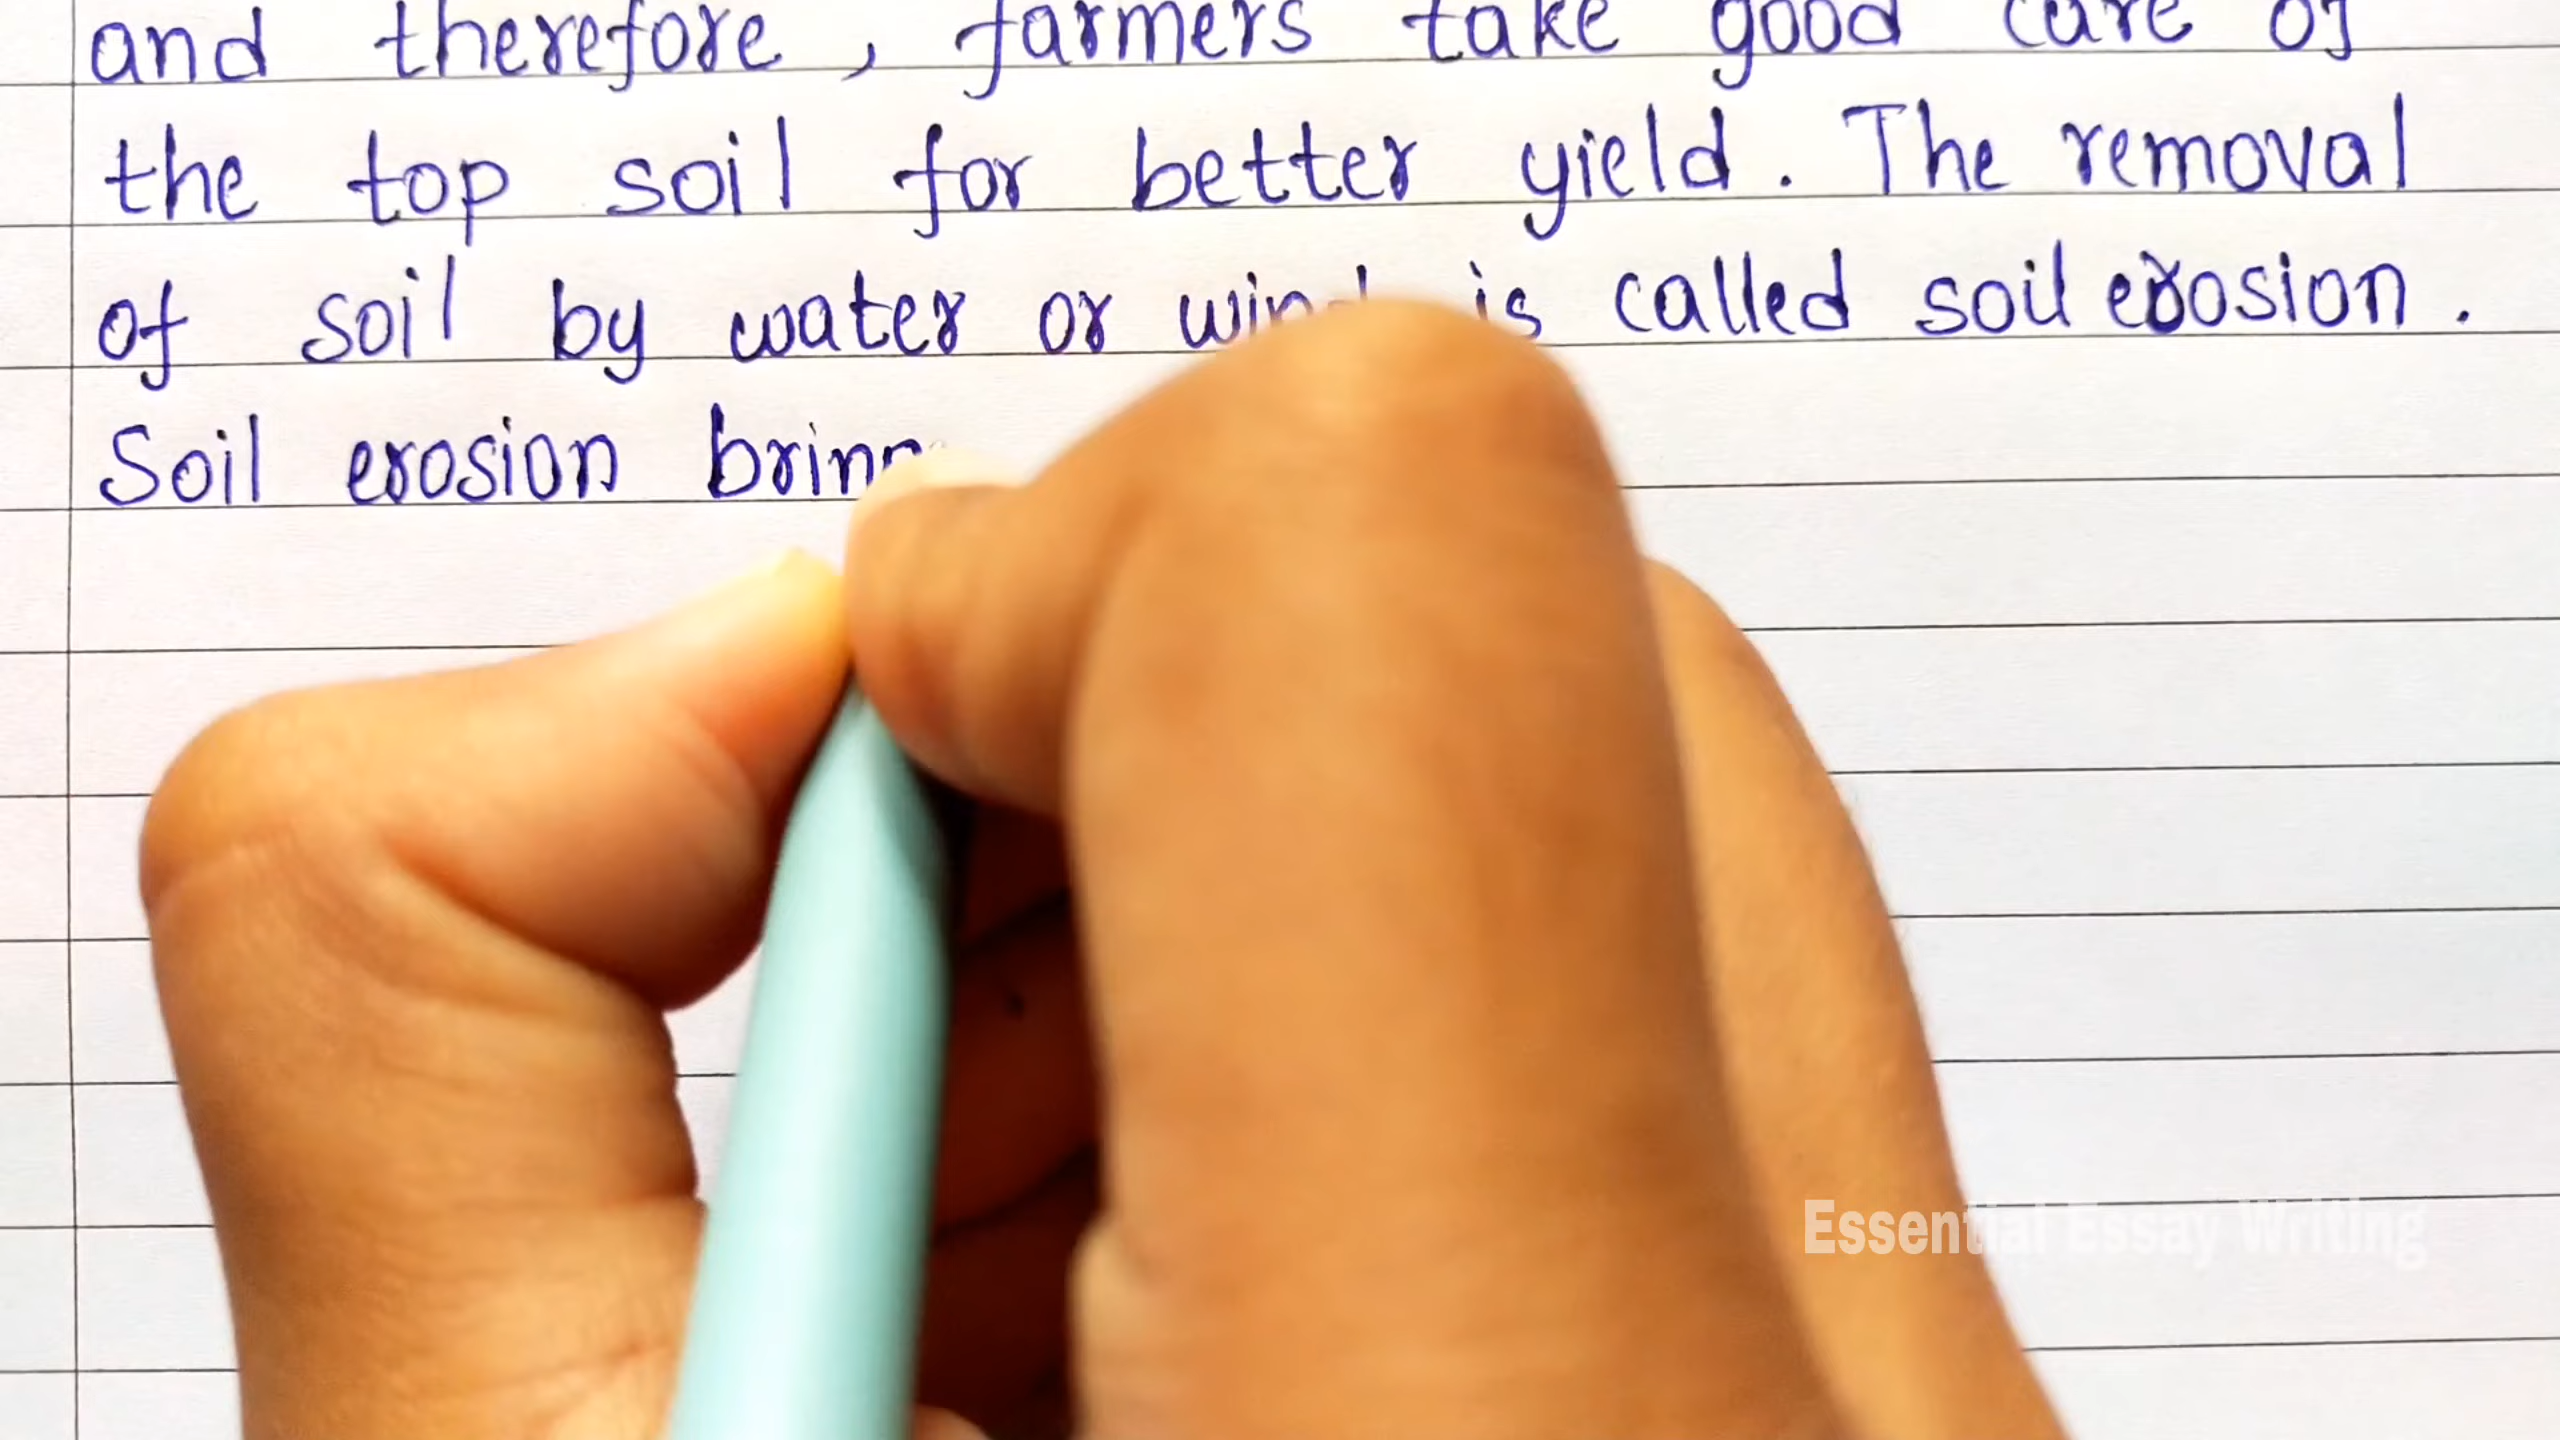 and therefore, farmers take good care of
the top soil for better yield. The removal
of soil by water or wind is called soil erosion.
Soil erosion
Essential Essay Writing